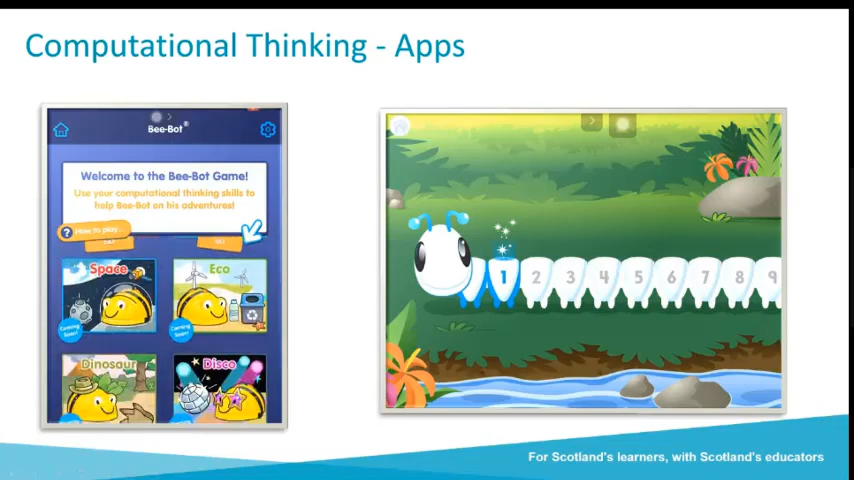 Computational Thinking - Apps
Bee-Bot®
Welcome to the Bee-Bot Game!
Use your computational thinking skills to
help Bee-Bot on his adventures!
? How to play...
Space
Eco
Coming Soon!
Coming Soon!
Dinosaur
Disco
1 2 3 4 5 6 7 8 9
For Scotland's learners, with Scotland's educators